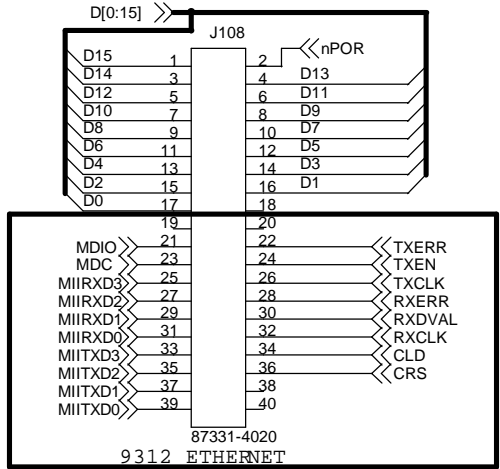 D[0:15]
J108
nPOR
D15 1 2
D14 3 4 D13
D12 5 6 D11
D10 7 8 D9
D8 9 10 D7
D6 11 12 D5
D4 13 14 D3
D2 15 16 D1
D0 17 18
19 20
MDIO 21 22 TXERR
MDC 23 24 TXEN
MIIRXD3 25 26 TXCLK
MIIRXD2 27 28 RXERR
MIIRXD1 29 30 RXDVAL
MIIRXD0 31 32 RXCLK
MIITXD3 33 34 CLD
MIITXD2 35 36 CRS
MIITXD1 37 38
MIITXD0 39 40
87331-4020
9312 ETHERNET